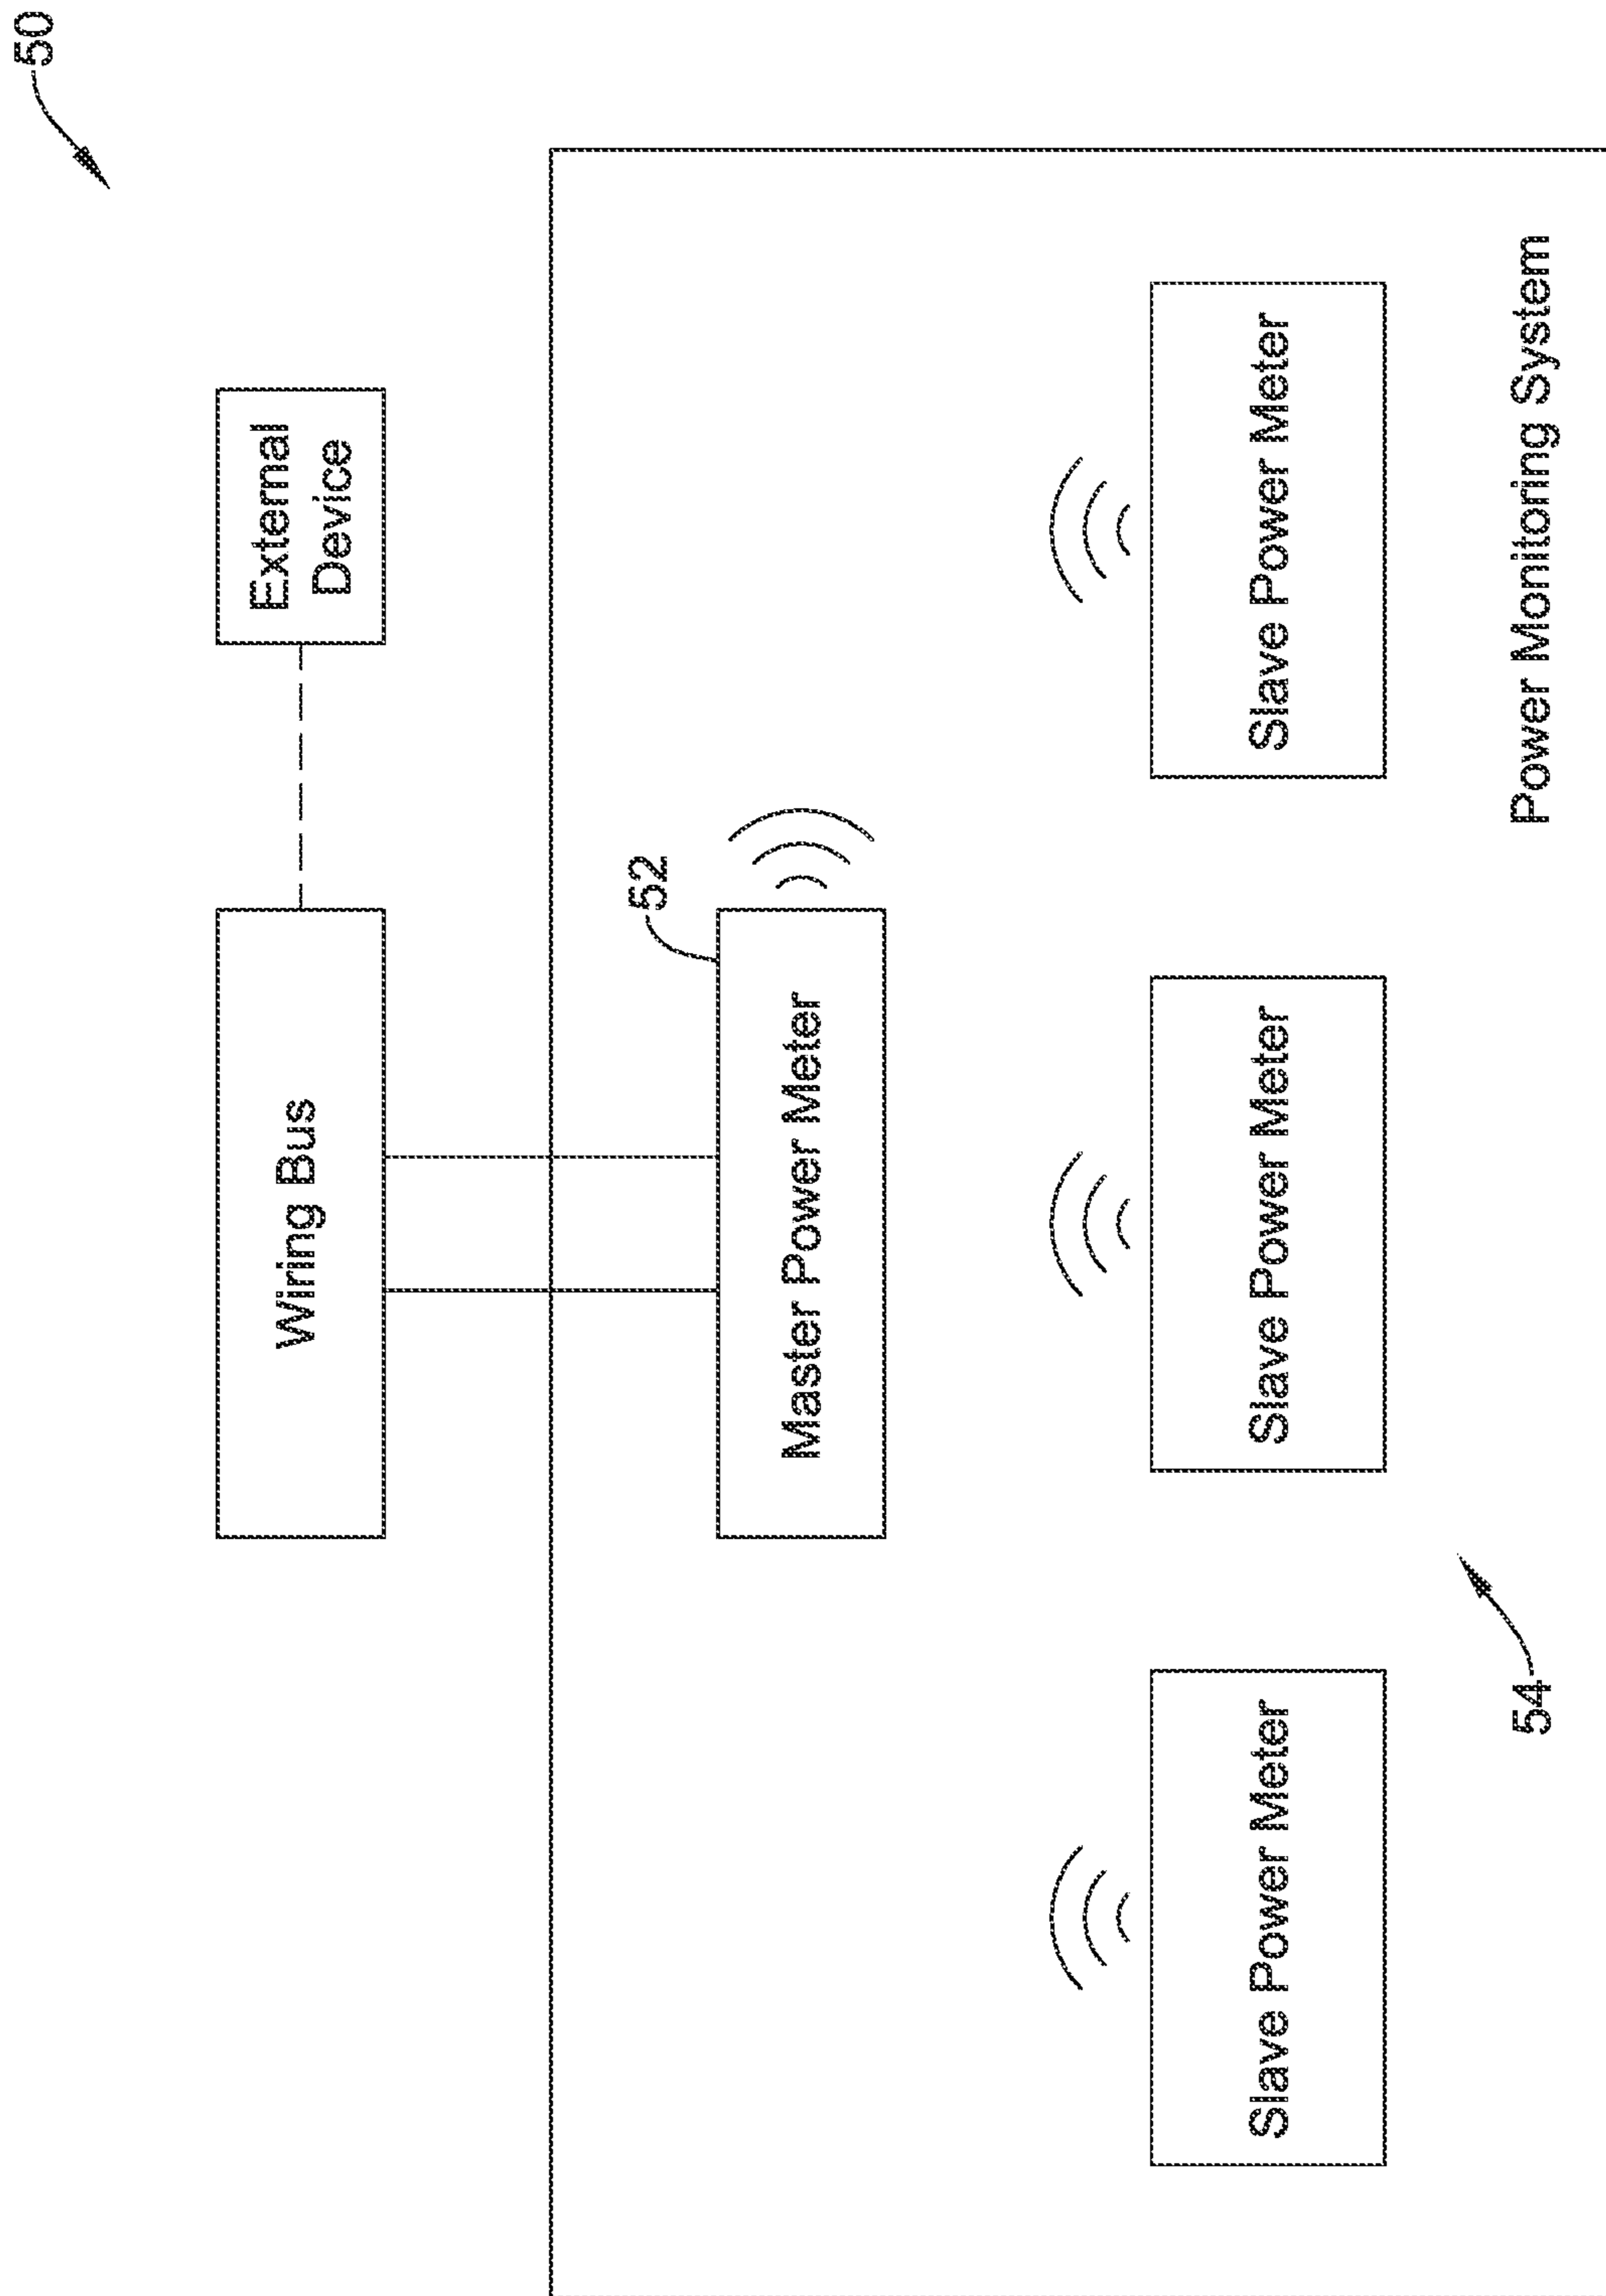 50
Wiring Bus
External
Device
52
Master Power Meter
Slave Power Meter
Slave Power Meter
Slave Power Meter
54
Power Monitoring System